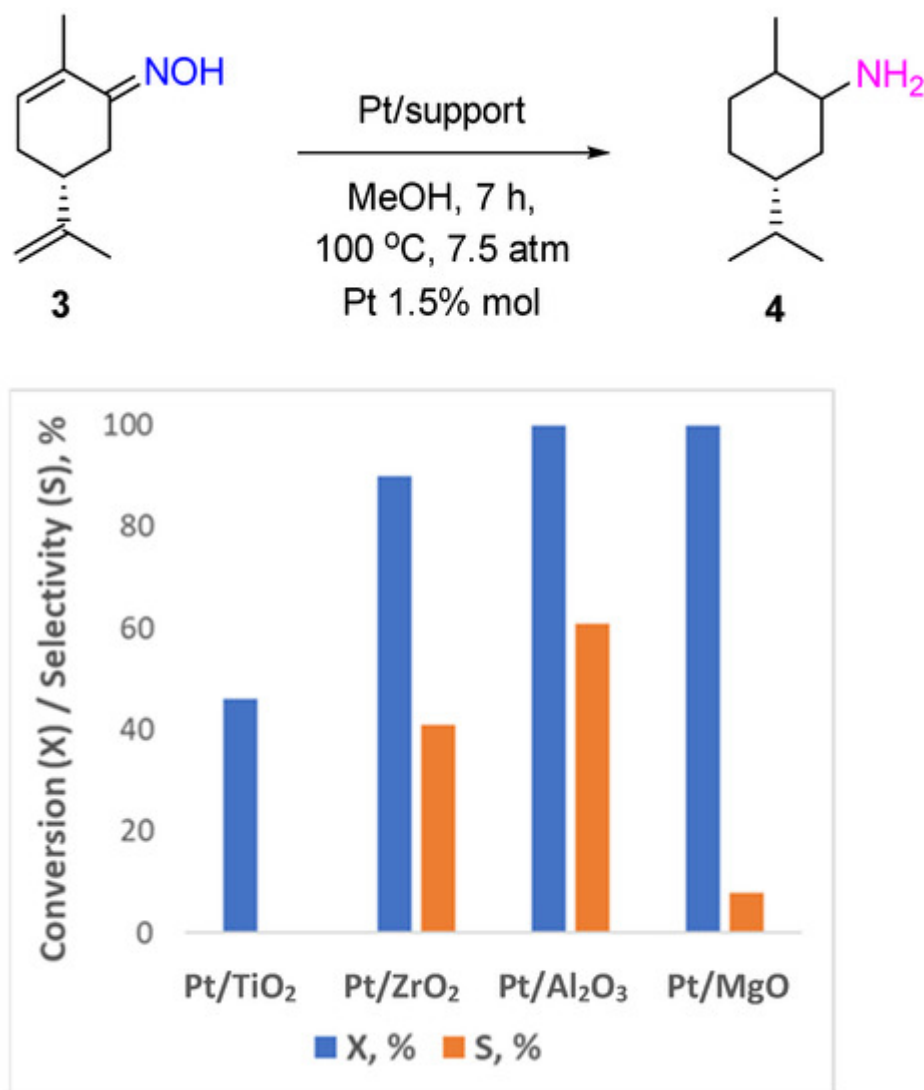 NOH
3
Pt/support
MeOH, 7 h,
100 °C, 7.5 atm
Pt 1.5% mol
NH₂
4
Conversion (X) / Selectivity (S), %
100
80
60
40
20
0
Pt/TiO₂ Pt/ZrO₂ Pt/Al₂O₃ Pt/MgO
X, % S, %